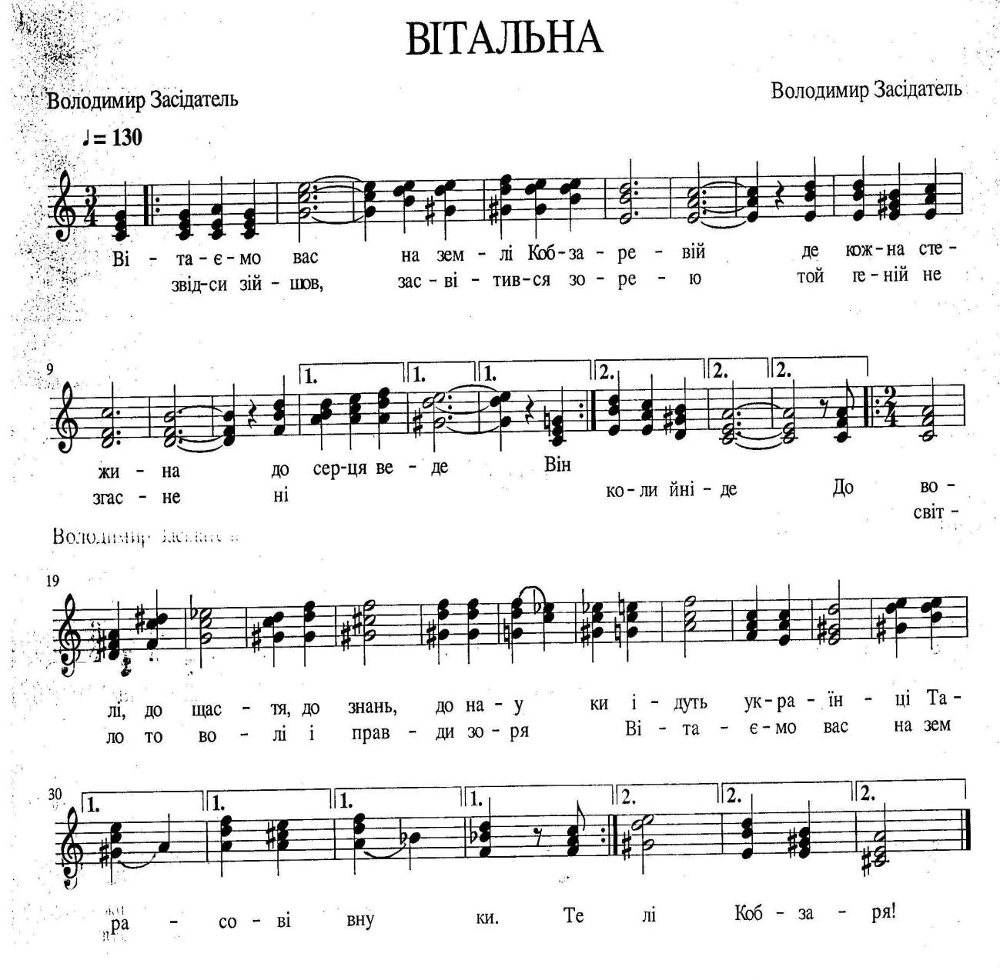 ВІТАЛЬНА
Володимир Засідатель
Володимир Засідатель
♩= 130
3
4
Ві - та - є - мо вас на зем - лі Коб - за - ре - вій де кож - на сте -
звід-си зій - шов, зас - ві - тив - ся зо - ре - ю той ге - ній не
9
1. 1. 1. 2. 2. 2.
2
4
жи - на до сер-ця ве - де Він
ко - ли йні - де До во -
згас - не ні
світ -
Володимир
19
лі, до щас - тя, до знань, до на - у ки і - дуть ук - ра - їн - ці Та -
ло то во - лі і прав - ди зо - ря Ві - та - є - мо вас на зем
30
1. 1. 1. 1. 2. 2. 2.
ра - со - ві вну ки. Те лі Коб - за - ря!